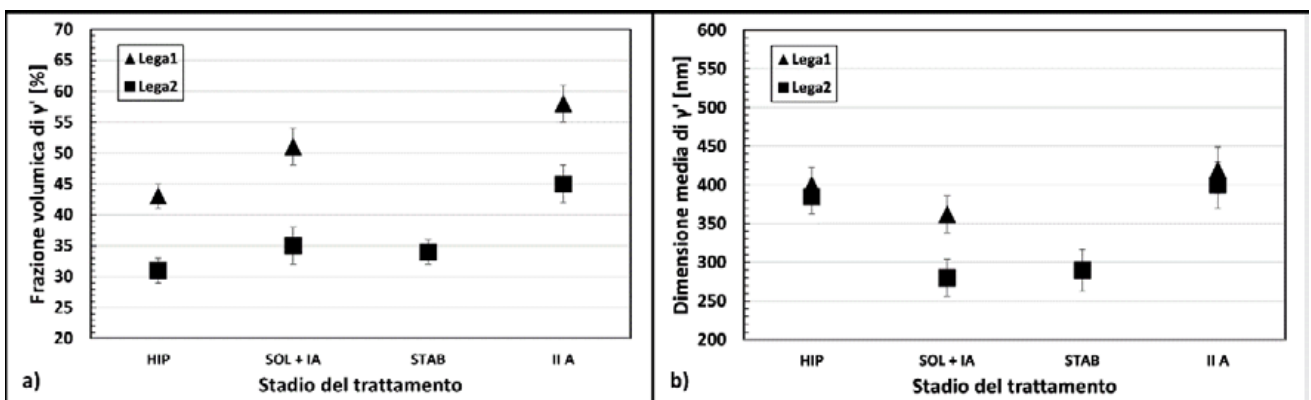 Frazione volumica di γ' [%]
70
65
60
55
50
45
40
35
30
25
20
Lega1
Lega2
HIP
SOL + IA
STAB
II A
a)
Stadio del trattamento
Dimensione media di γ' [nm]
600
550
500
450
400
350
300
250
200
Lega1
Lega2
HIP
SOL + IA
STAB
II A
b)
Stadio del trattamento